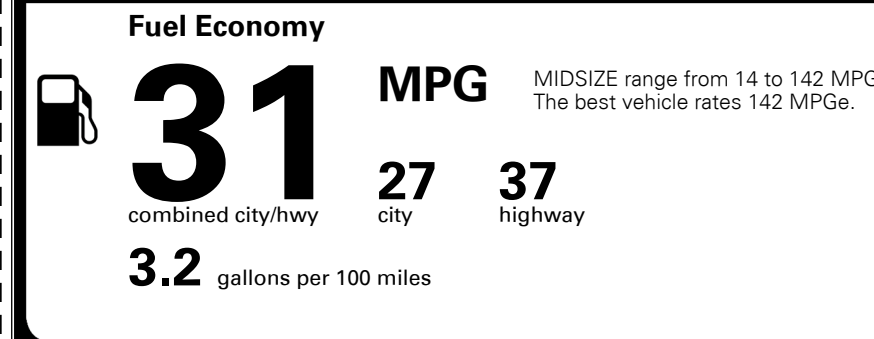 Fuel Economy
31 MPG
MIDSIZE range from 14 to 142 MPG
The best vehicle rates 142 MPGe.
combined city/hwy
27 city
37 highway
3.2 gallons per 100 miles